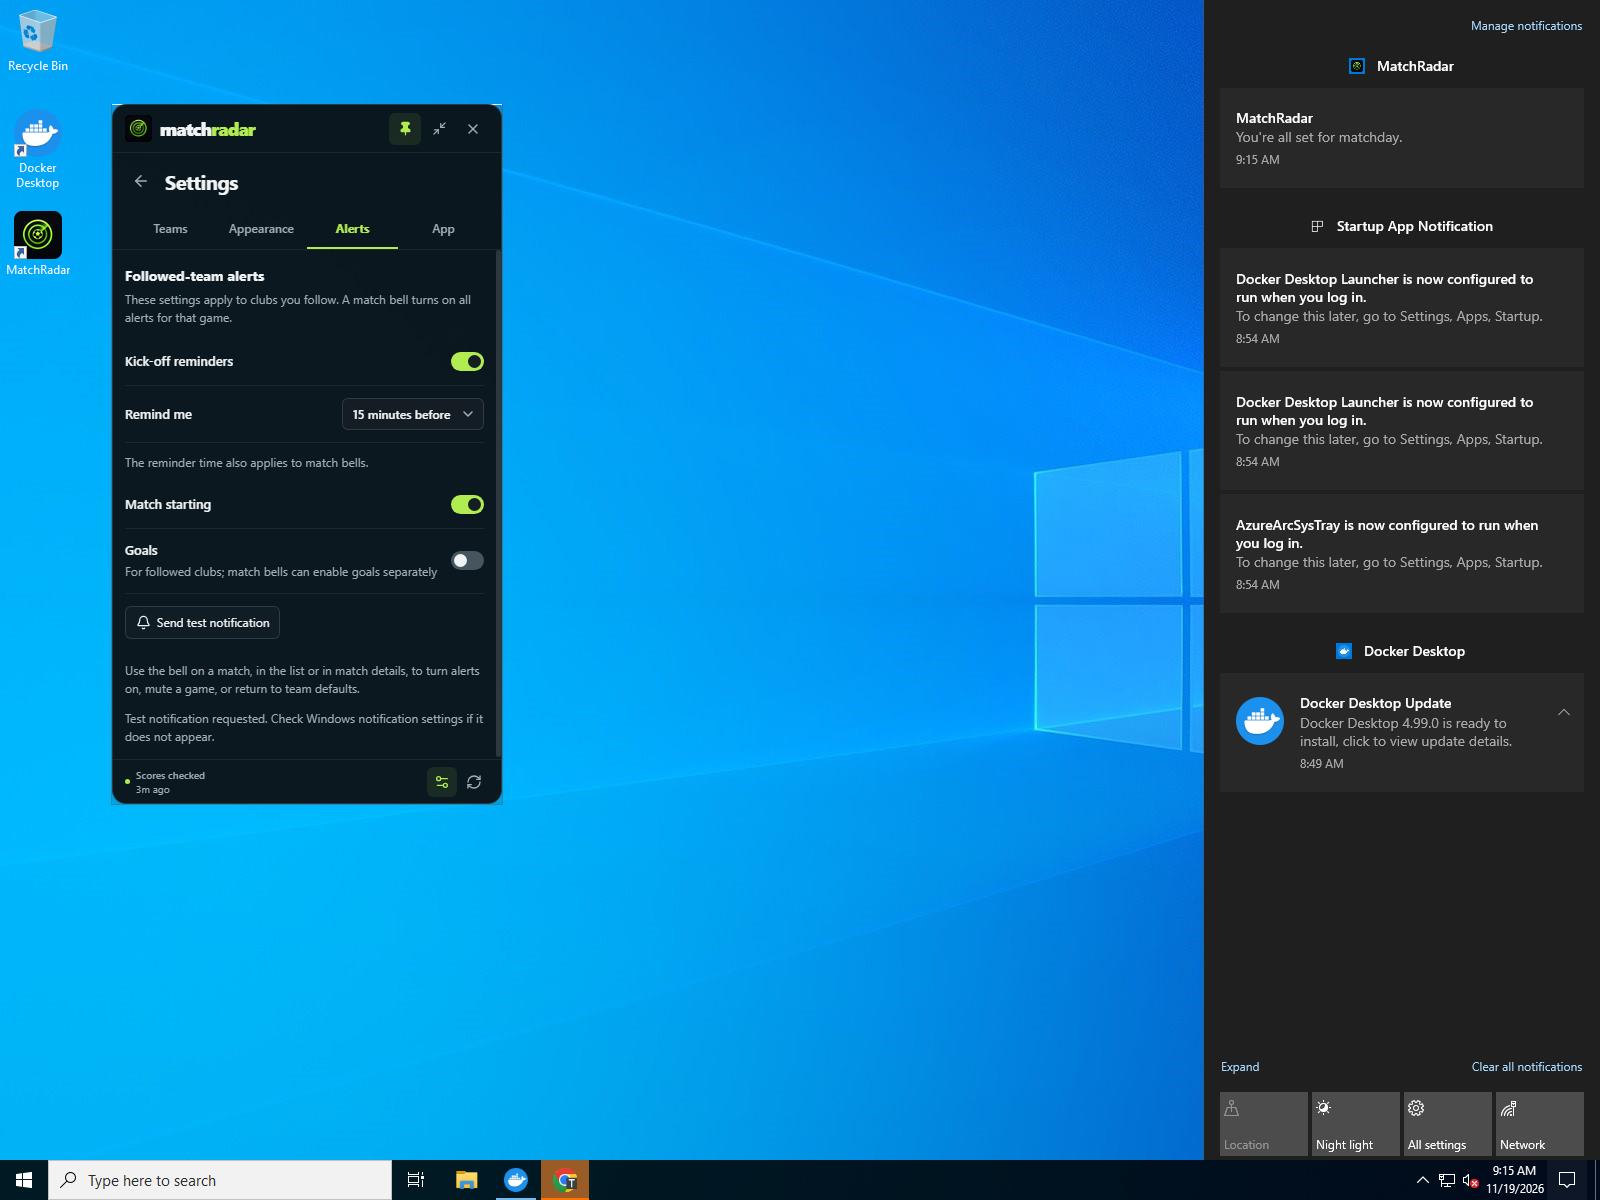 Recycle Bin
Docker
Desktop
MatchRadar
matchradar
Settings
Teams
Appearance
Alerts
App
Followed-team alerts
These settings apply to clubs you follow. A match bell turns on all
alerts for that game.
Kick-off reminders
Remind me
15 minutes before
The reminder time also applies to match bells.
Match starting
Goals
For followed clubs; match bells can enable goals separately
Send test notification
Use the bell on a match, in the list or in match details, to turn alerts
on, mute a game, or return to team defaults.
Test notification requested. Check Windows notification settings if it
does not appear.
Scores checked
3m ago
Manage notifications
MatchRadar
MatchRadar
You're all set for matchday.
9:15 AM
Startup App Notification
Docker Desktop Launcher is now configured to
run when you log in.
To change this later, go to Settings, Apps, Startup.
8:54 AM
Docker Desktop Launcher is now configured to
run when you log in.
To change this later, go to Settings, Apps, Startup.
8:54 AM
AzureArcSysTray is now configured to run when
you log in.
To change this later, go to Settings, Apps, Startup.
8:54 AM
Docker Desktop
Docker Desktop Update
Docker Desktop 4.99.0 is ready to
install, click to view update details.
8:49 AM
Expand
Clear all notifications
Location
Night light
All settings
Network
Type here to search
T
9:15 AM
11/19/2026